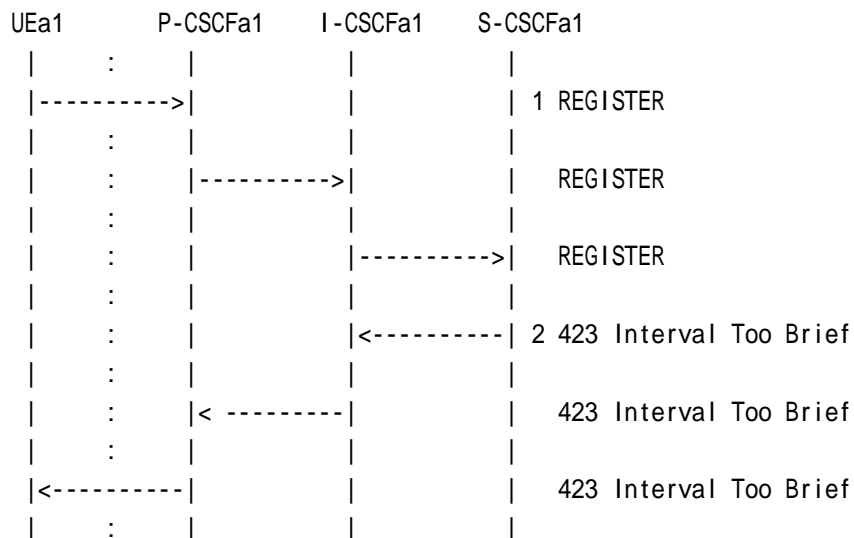 UEa1 P-CSCFa1 I-CSCFa1 S-CSCFa1
| : | | |
|---------->| | | 1 REGISTER
| : | | |
| : |---------->| | REGISTER
| : | | |
| : | |---------->| REGISTER
| : | | |
| : | |<----------| 2 423 Interval Too Brief
| : | | |
| : |< ---------| | 423 Interval Too Brief
| : | | |
|<----------| | | 423 Interval Too Brief
| : | | |